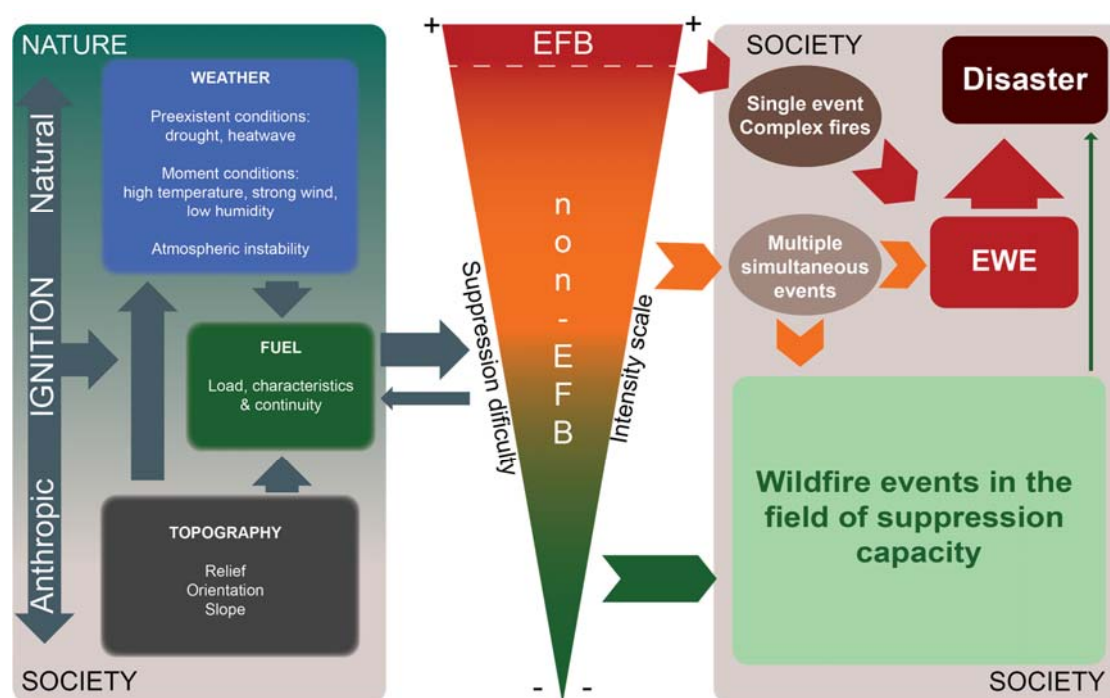 NATURE
WEATHER
Preexistent conditions:
drought, heatwave
Moment conditions:
high temperature, strong wind,
low humidity
Atmospheric instability
Anthropic IGNITION Natural
FUEL
Load, characteristics
& continuity
TOPOGRAPHY
Relief
Orientation
Slope
SOCIETY
+ +
EFB
non-EFB
Suppression dificulty
Intensity scale
- -
SOCIETY
Single event
Complex fires
Disaster
Multiple
simultaneous
events
EWE
Wildfire events in the
field of suppression
capacity
SOCIETY